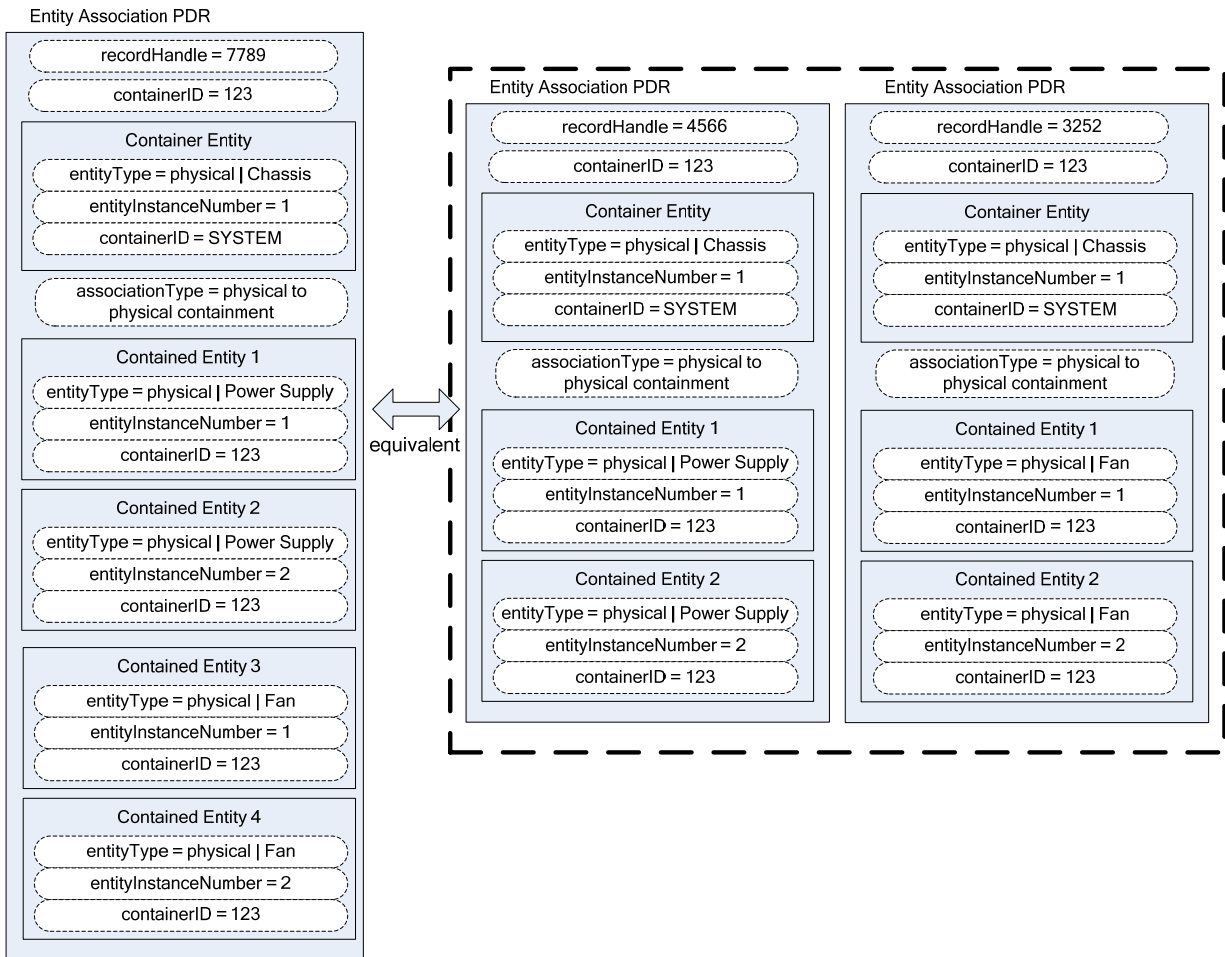 Entity Association PDR
recordHandle = 7789
containerID = 123
Container Entity
entityType = physical | Chassis
entityInstanceNumber = 1
containerID = SYSTEM
associationType = physical to
physical containment
Contained Entity 1
entityType = physical | Power Supply
entityInstanceNumber = 1
containerID = 123
Contained Entity 2
entityType = physical | Power Supply
entityInstanceNumber = 2
containerID = 123
Contained Entity 3
entityType = physical | Fan
entityInstanceNumber = 1
containerID = 123
Contained Entity 4
entityType = physical | Fan
entityInstanceNumber = 2
containerID = 123
equivalent
Entity Association PDR
recordHandle = 4566
containerID = 123
Container Entity
entityType = physical | Chassis
entityInstanceNumber = 1
containerID = SYSTEM
associationType = physical to
physical containment
Contained Entity 1
entityType = physical | Power Supply
entityInstanceNumber = 1
containerID = 123
Contained Entity 2
entityType = physical | Power Supply
entityInstanceNumber = 2
containerID = 123
Entity Association PDR
recordHandle = 3252
containerID = 123
Container Entity
entityType = physical | Chassis
entityInstanceNumber = 1
containerID = SYSTEM
associationType = physical to
physical containment
Contained Entity 1
entityType = physical | Fan
entityInstanceNumber = 1
containerID = 123
Contained Entity 2
entityType = physical | Fan
entityInstanceNumber = 2
containerID = 123